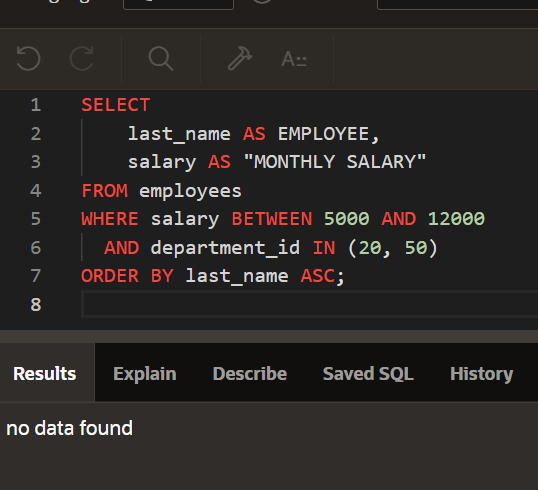 A::
1 SELECT
2 last_name AS EMPLOYEE,
3 salary AS "MONTHLY SALARY"
4 FROM employees
5 WHERE salary BETWEEN 5000 AND 12000
6 AND department_id IN (20, 50)
7 ORDER BY last_name ASC;
8
Results Explain Describe Saved SQL History
no data found